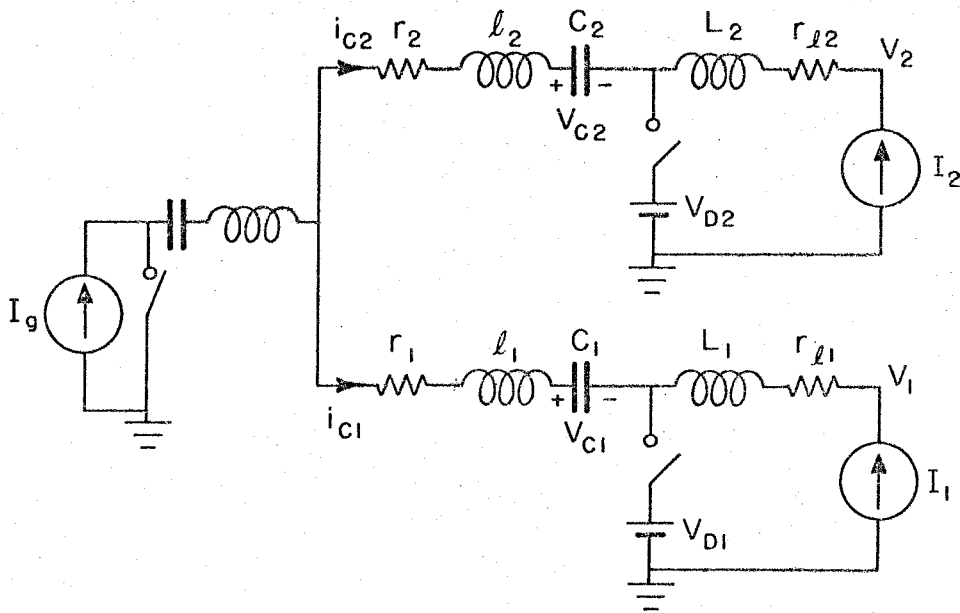 i_C2 r_2 ℓ_2 C_2 L_2 r_ℓ2 V_2
+ -
V_C2
I_2
V_D2
I_g
r_1 ℓ_1 C_1 L_1 r_ℓ1 V_1
i_C1
+ -
V_C1
I_1
V_D1